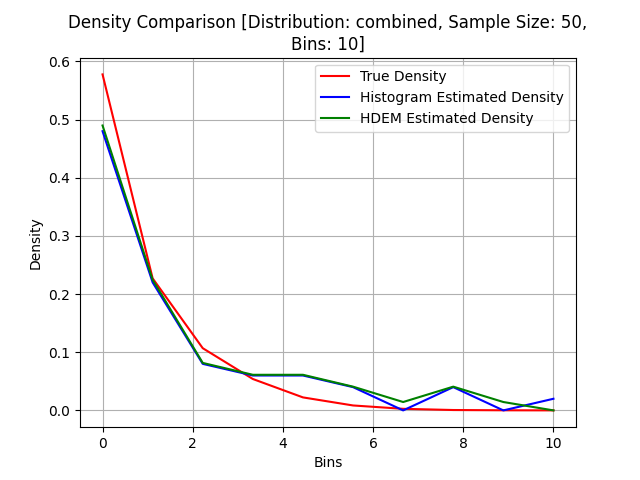 Density Comparison [Distribution: combined, Sample Size: 50,
Bins: 10]
True Density
Histogram Estimated Density
HDEM Estimated Density
Density
0.6
0.5
0.4
0.3
0.2
0.1
0.0
0 2 4 6 8 10
Bins